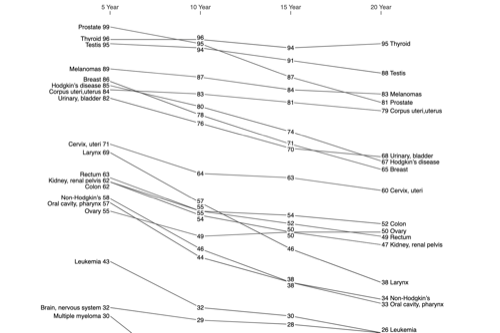 5 Year 10 Year 15 Year 20 Year
Prostate 99
Thyroid 96 96 95 Thyroid
Testis 95 95 94
94
91
Melanomas 89 87 87 88 Testis
Breast 86 84 83 Melanomas
Hodgkin's disease 85 83
Corpus uteri,uterus 84 81 81 Prostate
Urinary, bladder 82 80 79 Corpus uteri,uterus
78
76 74
Cervix, uteri 71 71
Larynx 69 70 68 Urinary, bladder
67 Hodgkin's disease
65 Breast
Rectum 63 64 63
Kidney, renal pelvis 62 60 Cervix, uteri
Colon 62
Non-Hodgkin's 58 57
Oral cavity, pharynx 57 55
Ovary 55 55 54
54 52 52 Colon
49 50 50 Ovary
50 49 Rectum
46 46 47 Kidney, renal pelvis
44
Leukemia 43 38 38 Larynx
38
34 Non-Hodgkin's
33 Oral cavity, pharynx
Brain, nervous system 32 32 30
Multiple myeloma 30 29 28
26 Leukemia